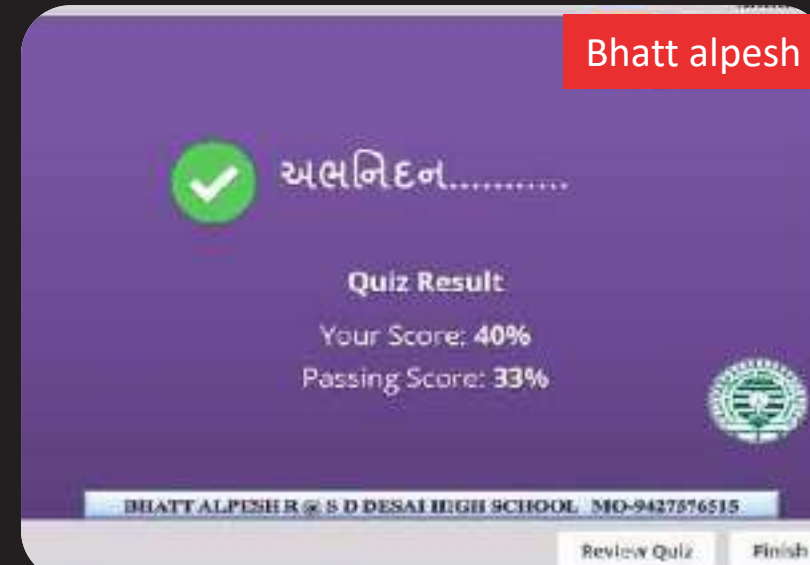 Bhatt alpesh
અભનિદન...........
Quiz Result
Your Score: 40%
Passing Score: 33%
BHATT ALPESH R @ S D DESAI HIGH SCHOOL MO-9427576515
Review Quiz
Finish